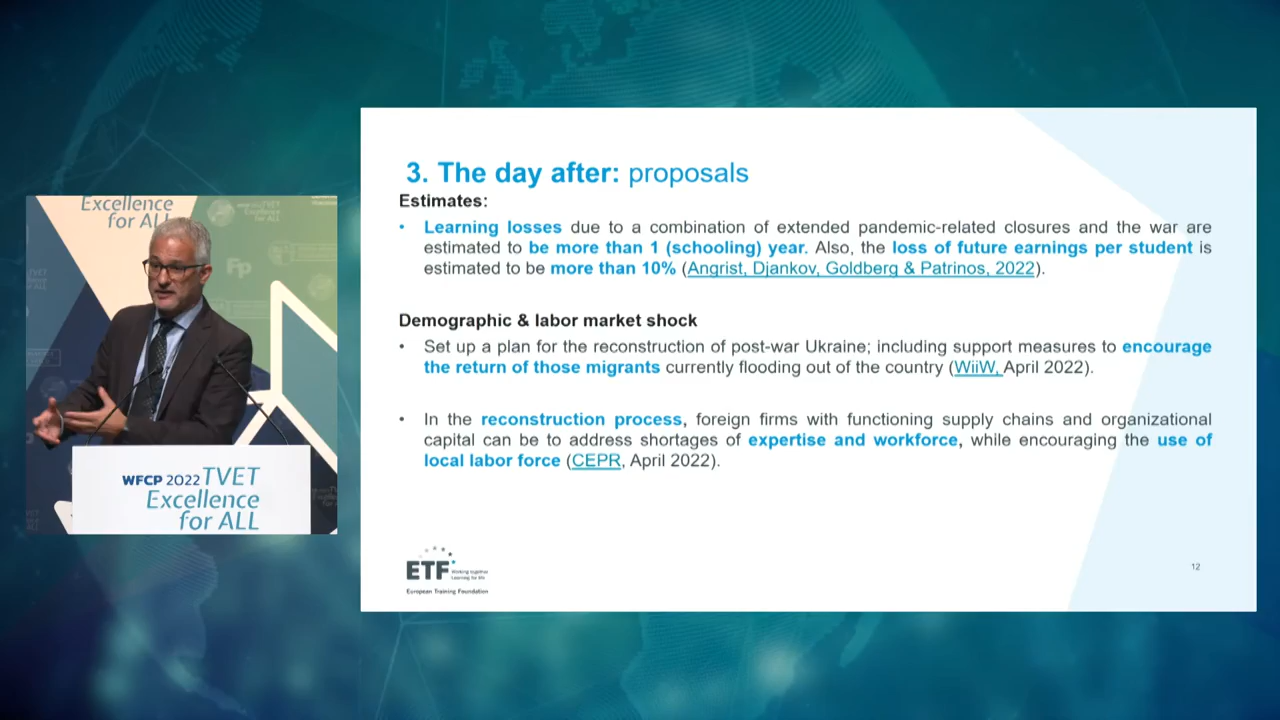 Excellence
for ALL
Fp
WFCP 2022 TVET
Excellence
for ALL
3. The day after: proposals
Estimates:
• Learning losses due to a combination of extended pandemic-related closures and the war are
estimated to be more than 1 (schooling) year. Also, the loss of future earnings per student is
estimated to be more than 10% (Angrist, Djankov, Goldberg & Patrinos, 2022).
Demographic & labor market shock
• Set up a plan for the reconstruction of post-war Ukraine; including support measures to encourage
the return of those migrants currently flooding out of the country (WiiW, April 2022).
• In the reconstruction process, foreign firms with functioning supply chains and organizational
capital can be to address shortages of expertise and workforce, while encouraging the use of
local labor force (CEPR, April 2022).
ETF
Working together
Learning for life
European Training Foundation
12